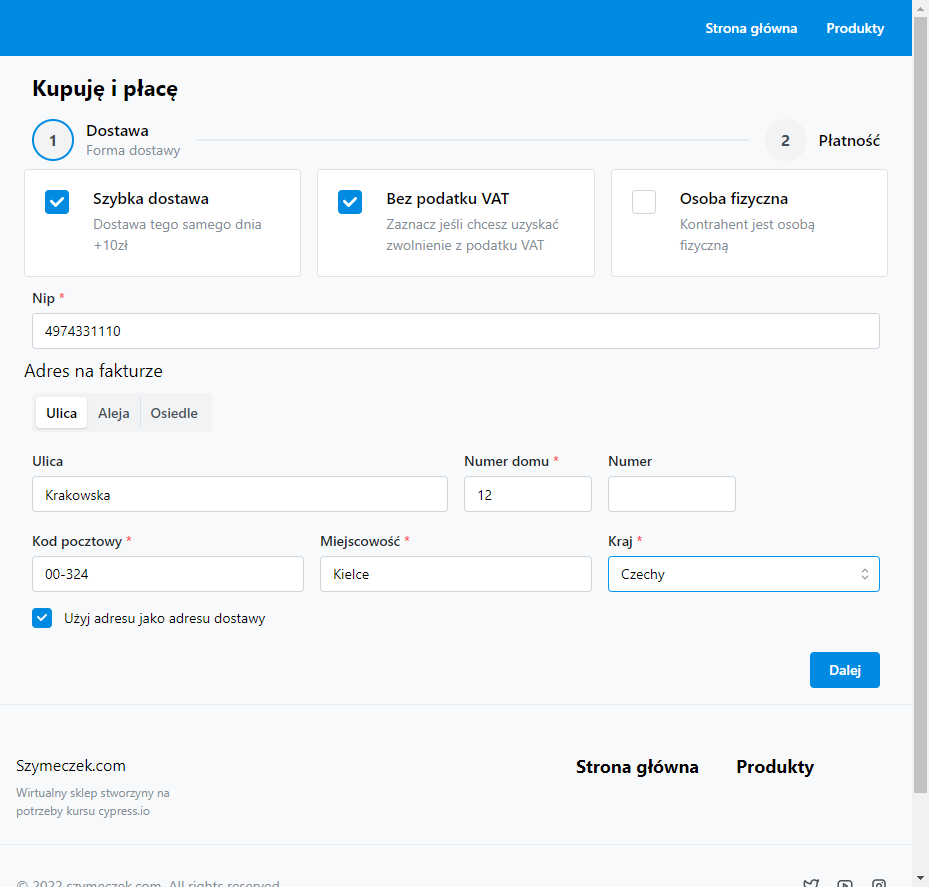 Strona główna Produkty
Kupuję i płacę
1 Dostawa 2 Płatność
Forma dostawy
Szybka dostawa
Dostawa tego samego dnia
+10zł
Bez podatku VAT
Zaznacz jeśli chcesz uzyskać
zwolnienie z podatku VAT
Osoba fizyczna
Kontrahent jest osobą
fizyczną
Nip *
4974331110
Adres na fakturze
Ulica Aleja Osiedle
Ulica Numer domu * Numer
Krakowska 12
Kod pocztowy * Miejscowość * Kraj *
00-324 Kielce Czechy
Użyj adresu jako adresu dostawy
Dalej
Szymeczek.com Strona główna Produkty
Wirtualny sklep stworzyny na
potrzeby kursu cypress.io
© 2022 szymeczek.com. All rights reserved.